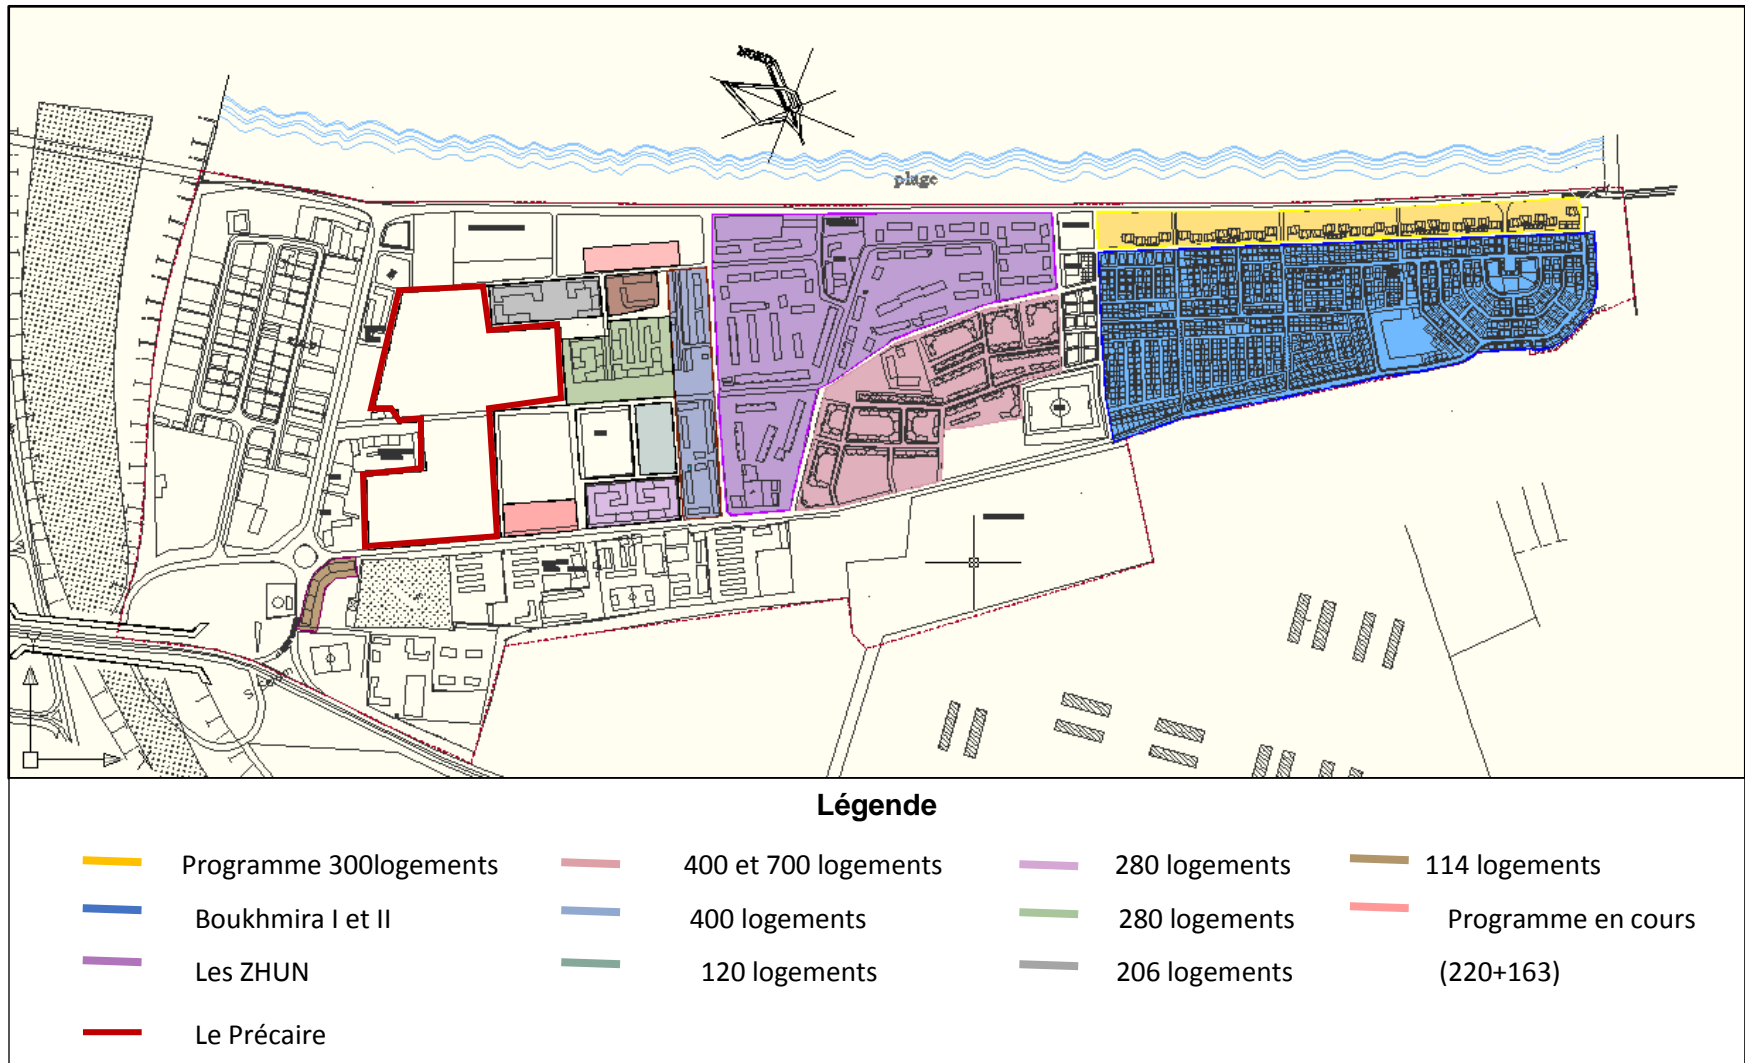 plage
Légende
Programme 300logements
400 et 700 logements
280 logements
114 logements
Boukhmira I et II
400 logements
280 logements
Programme en cours
Les ZHUN
120 logements
206 logements
(220+163)
Le Précaire